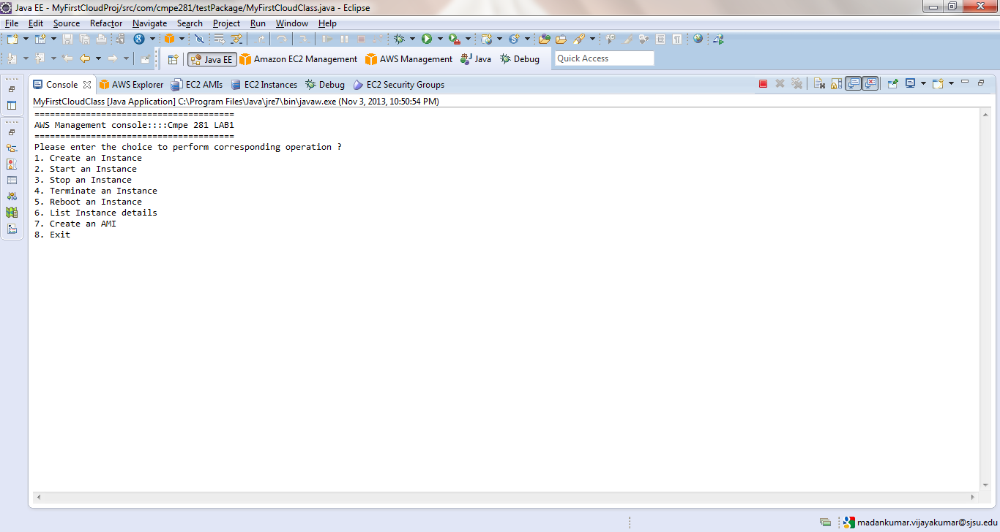 Java EE - MyFirstCloudProj/src/com/cmpe281/testPackage/MyFirstCloudClass.java - Eclipse
File Edit Source Refactor Navigate Search Project Run Window Help
Java EE Amazon EC2 Management AWS Management Java Debug Quick Access
Console AWS Explorer EC2 AMIs EC2 Instances Debug EC2 Security Groups
MyFirstCloudClass [Java Application] C:\Program Files\Java\jre7\bin\javaw.exe (Nov 3, 2013, 10:50:54 PM)
=======================================
AWS Management console::::Cmpe 281 LAB1
=======================================
Please enter the choice to perform corresponding operation ?
1. Create an Instance
2. Start an Instance
3. Stop an Instance
4. Terminate an Instance
5. Reboot an Instance
6. List Instance details
7. Create an AMI
8. Exit
madankumar.vijayakumar@sjsu.edu